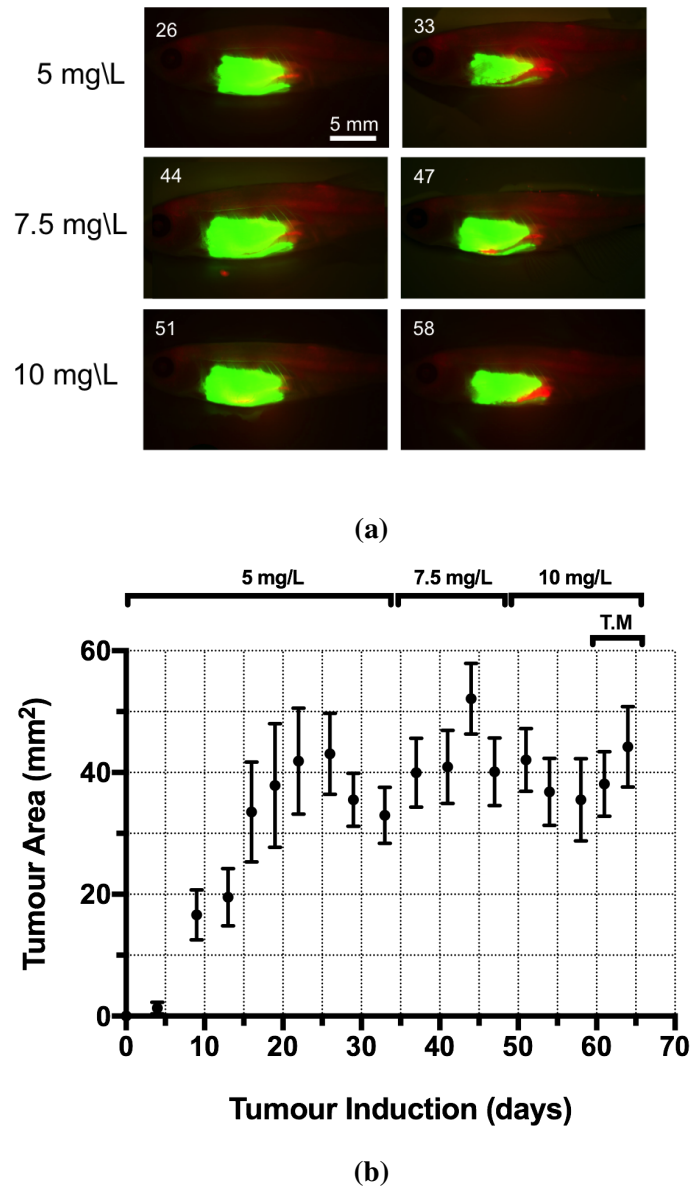 26
33
5 mg\L
5 mm
44
47
7.5 mg\L
51
58
10 mg\L
(a)
5 mg/L 7.5 mg/L 10 mg/L
T.M
60
40
20
0
Tumour Area (mm²)
0 10 20 30 40 50 60 70
Tumour Induction (days)
(b)